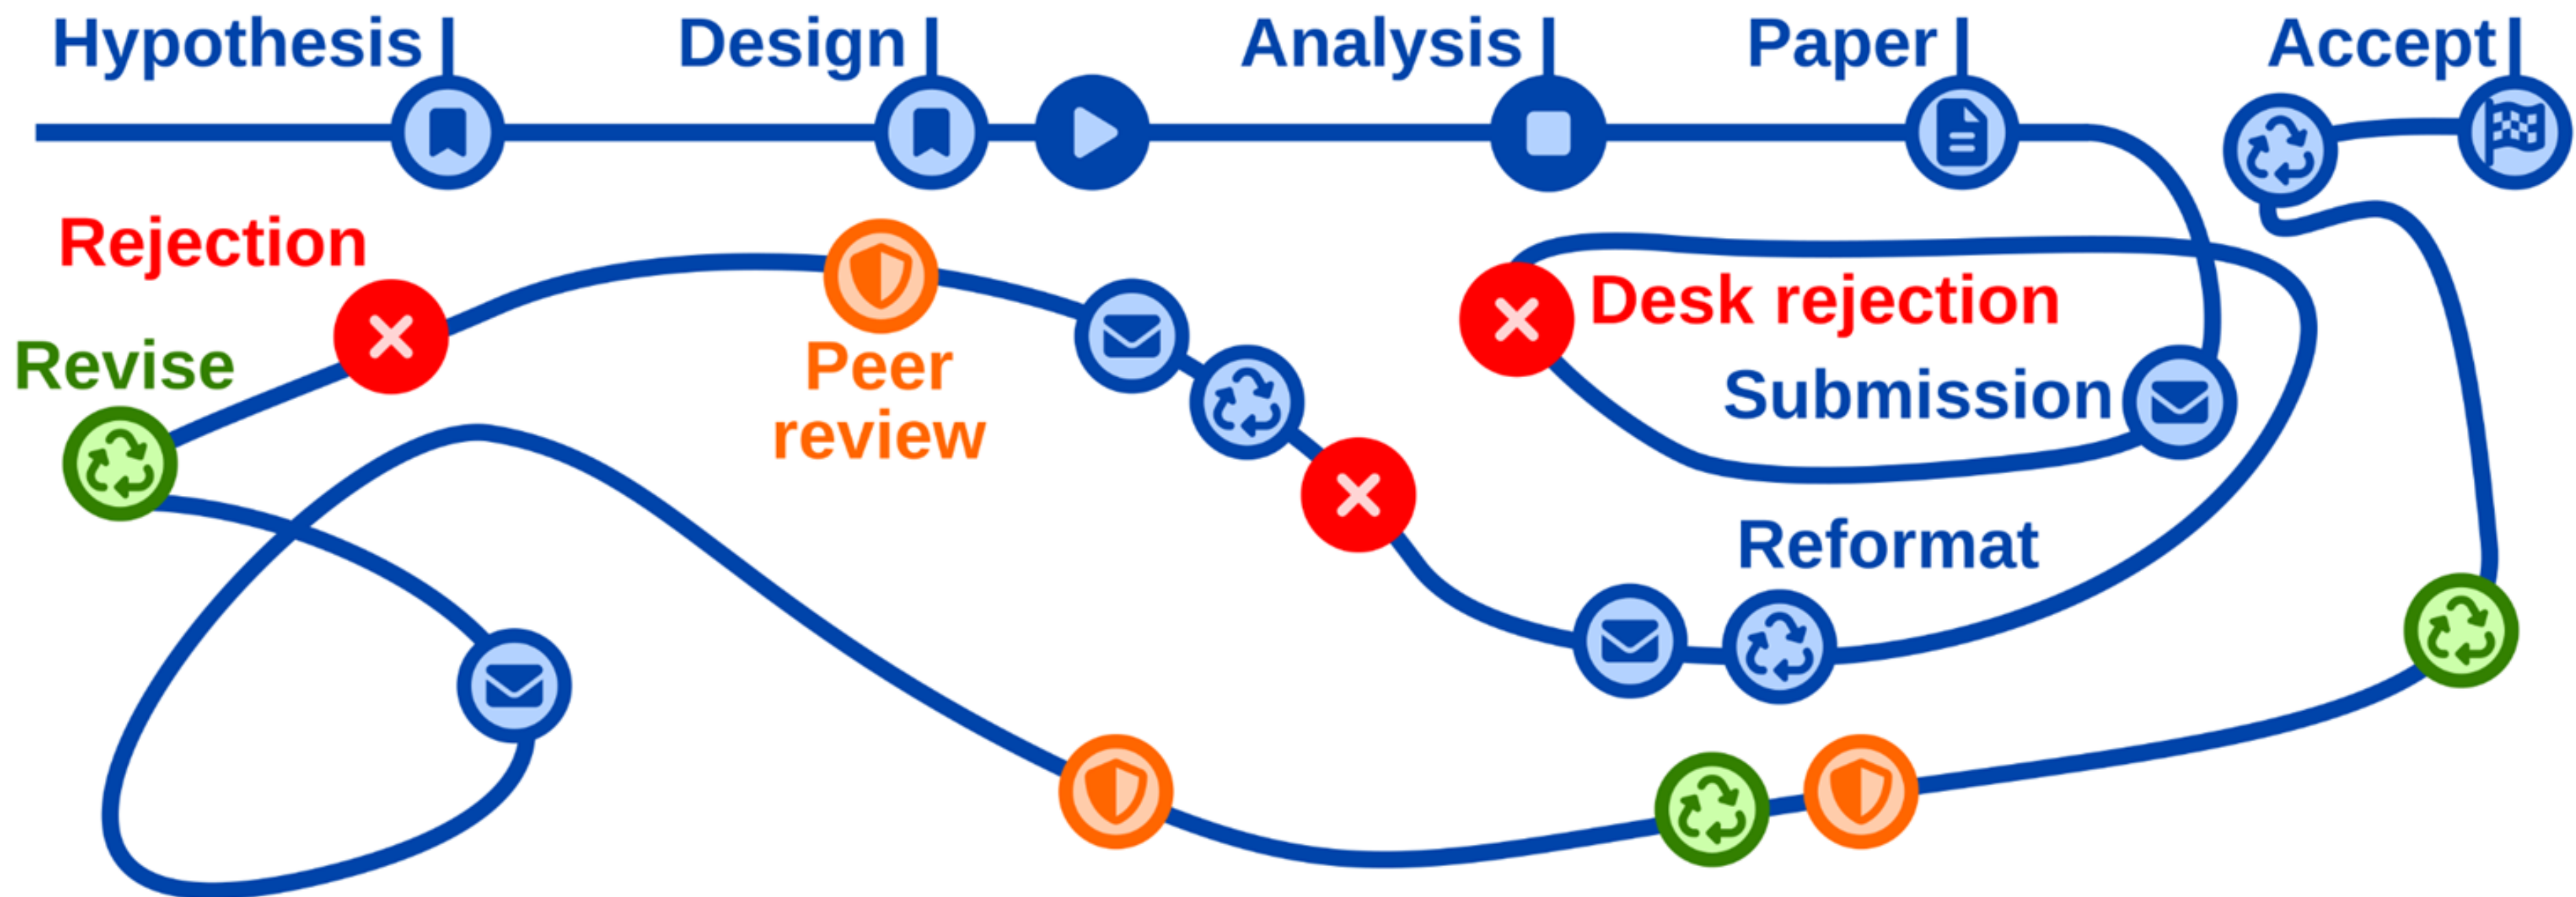 Hypothesis
Design
Analysis
Paper
Accept
Rejection
Desk rejection
Revise
Peer
review
Submission
Reformat